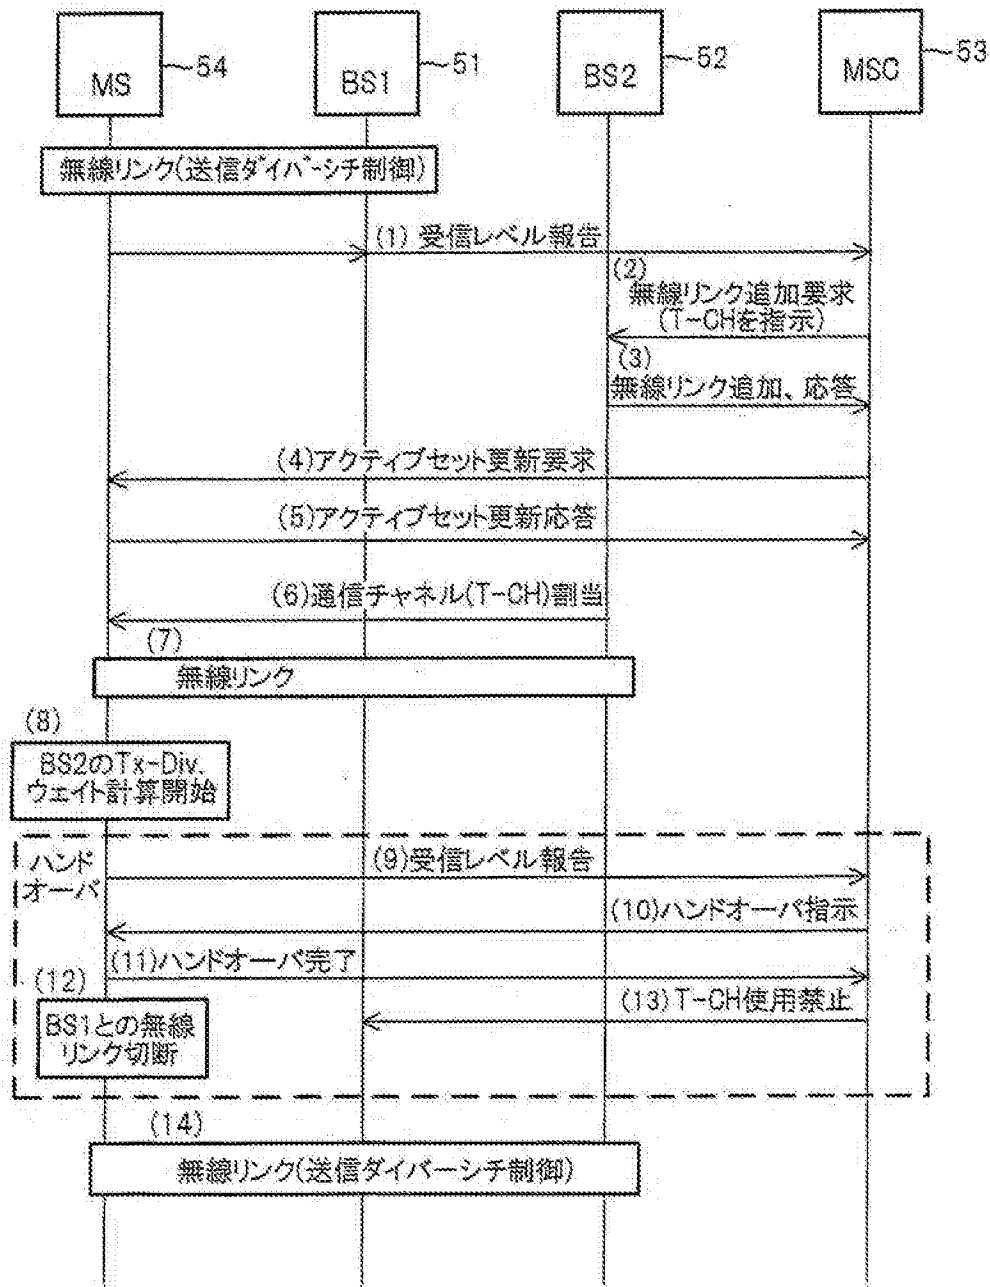 MS
54
BS1
51
BS2
52
MSC
53
無線リンク(送信ダイバーシチ制御)
(1) 受信レベル報告
(2)
無線リンク追加要求
(T-CHを指示)
(3)
無線リンク追加、応答
(4)アクティブセット更新要求
(5)アクティブセット更新応答
(6)通信チャネル(T-CH)割当
(7)
無線リンク
(8)
BS2のTx-Div.
ウェイト計算開始
ハンド
オーバ
(9)受信レベル報告
(10)ハンドオーバ指示
(11)ハンドオーバ完了
(12)
(13)T-CH使用禁止
BS1との無線
リンク切断
(14)
無線リンク(送信ダイバーシチ制御)